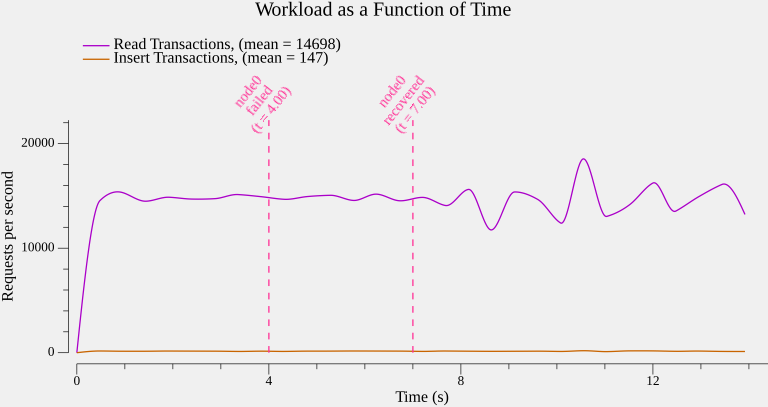 Workload as a Function of Time
Read Transactions, (mean = 14698)
Insert Transactions, (mean = 147)
node0
failed
(t = 4.00)
node0
recovered
(t = 7.00)
Requests per second
20000
10000
0
0
4
8
12
Time (s)